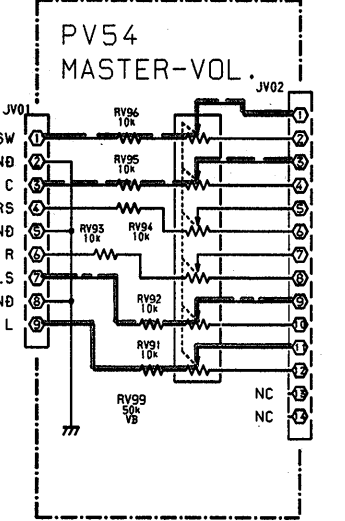 PV54
MASTER-VOL.
JV01
JV02
SW 1
ND 2
C 3
RS 4
ND 5
R 6
LS 7
ND 8
L 9
RV96
10k
RV95
10k
RV94
10k
RV93
10k
RV92
10k
RV91
10k
RV99
50k
VB
1
2
3
4
5
6
7
8
9
10
11
12
NC 13
NC 14